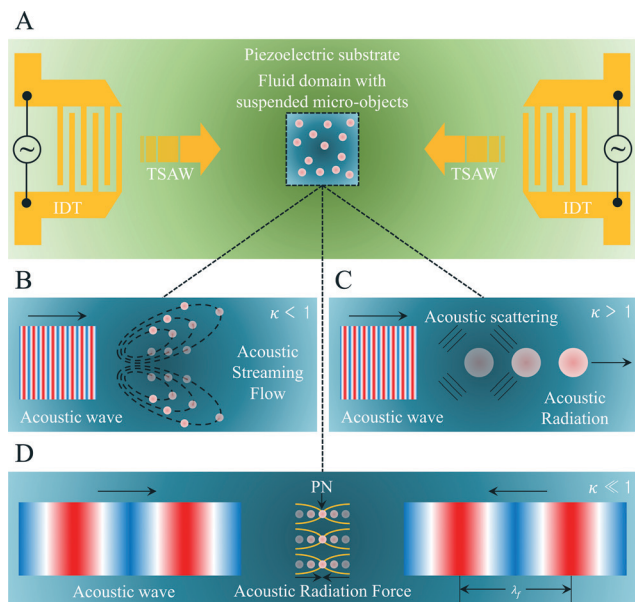 A
Piezoelectric substrate
Fluid domain with
suspended micro-objects
~
~
TSAW
TSAW
IDT
IDT
B
κ < 1
Acoustic
Streaming
Flow
Acoustic wave
C
κ > 1
Acoustic scattering
Acoustic
Radiation
Acoustic wave
D
PN
κ ≪ 1
Acoustic wave
Acoustic Radiation Force
λf